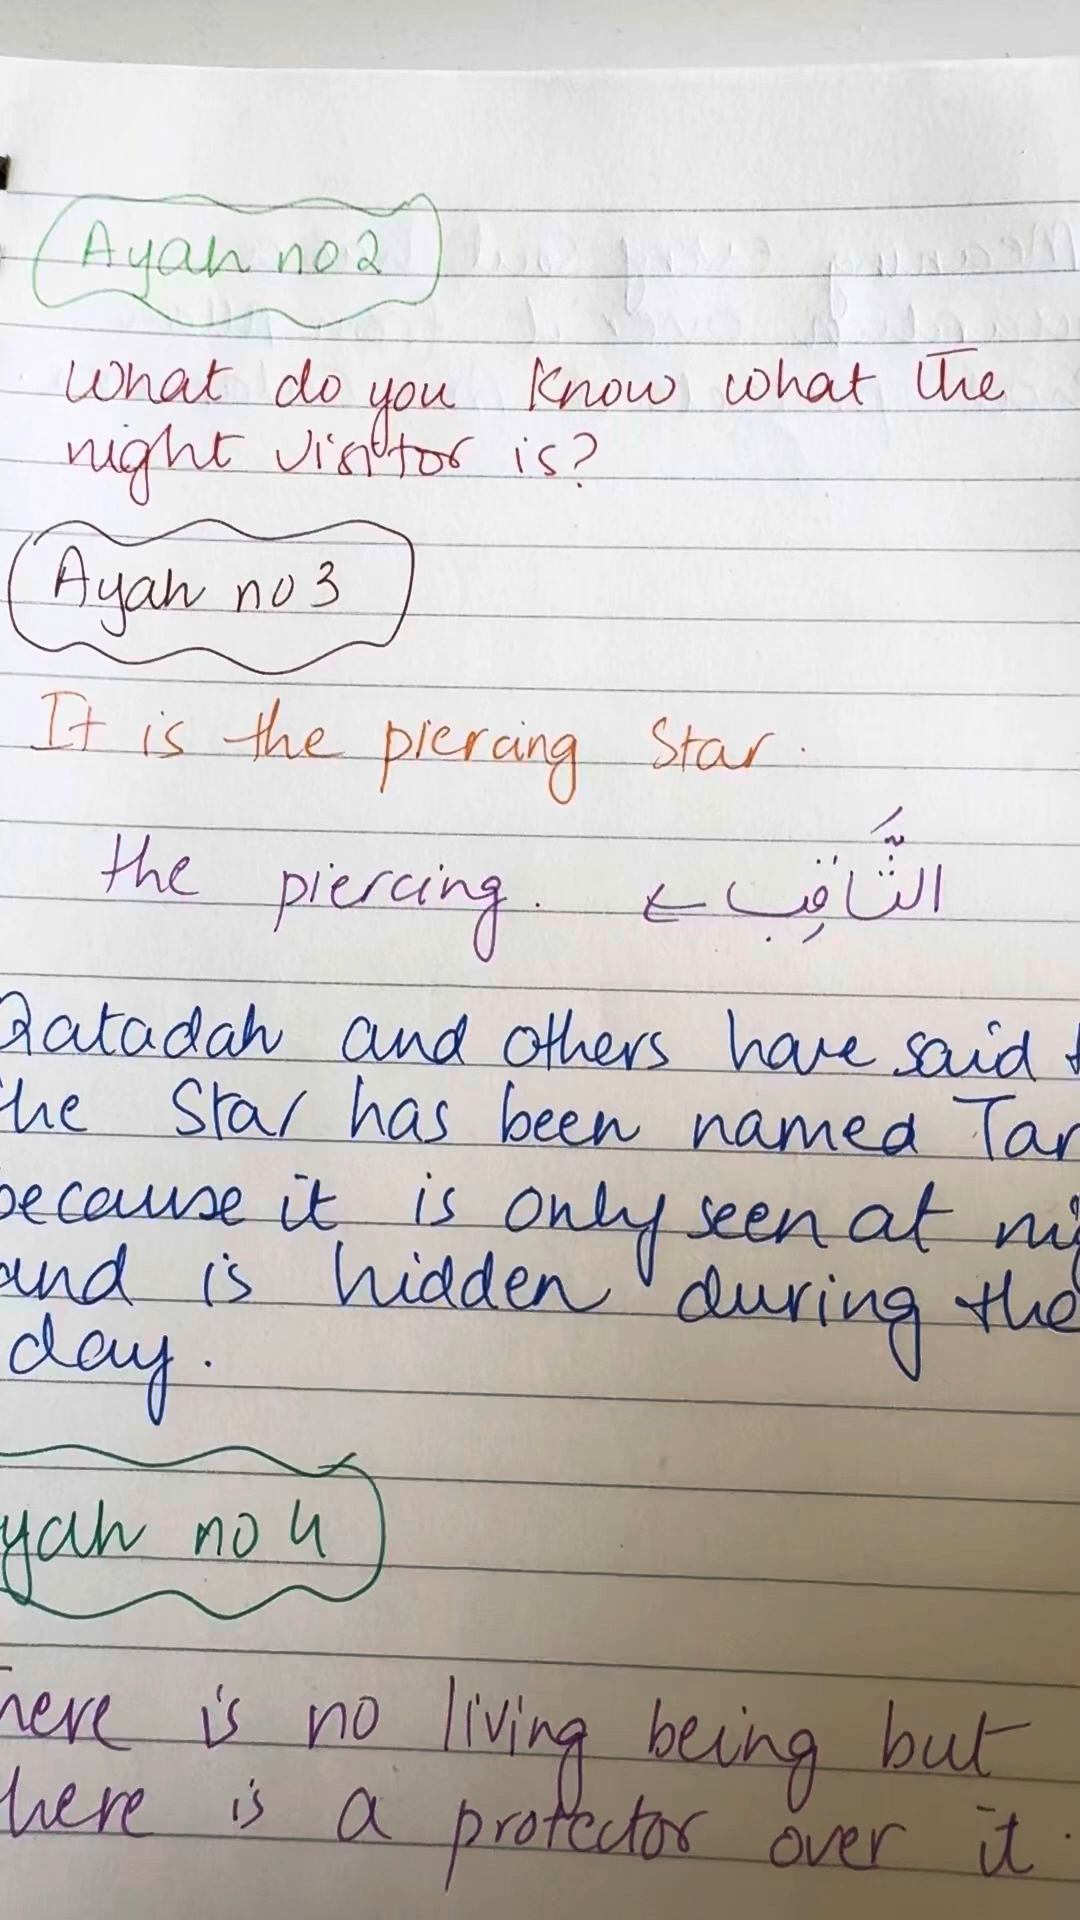 Ayah no 2
What do you know what the
night visitor is?
Ayah no 3
It is the piercing Star.
the piercing. ← الثَّاقِب
Qatadah and others have said
the Star has been named
because it is only seen at
and is hidden during the
day.
no 4
is no living being but
is a protector over it.